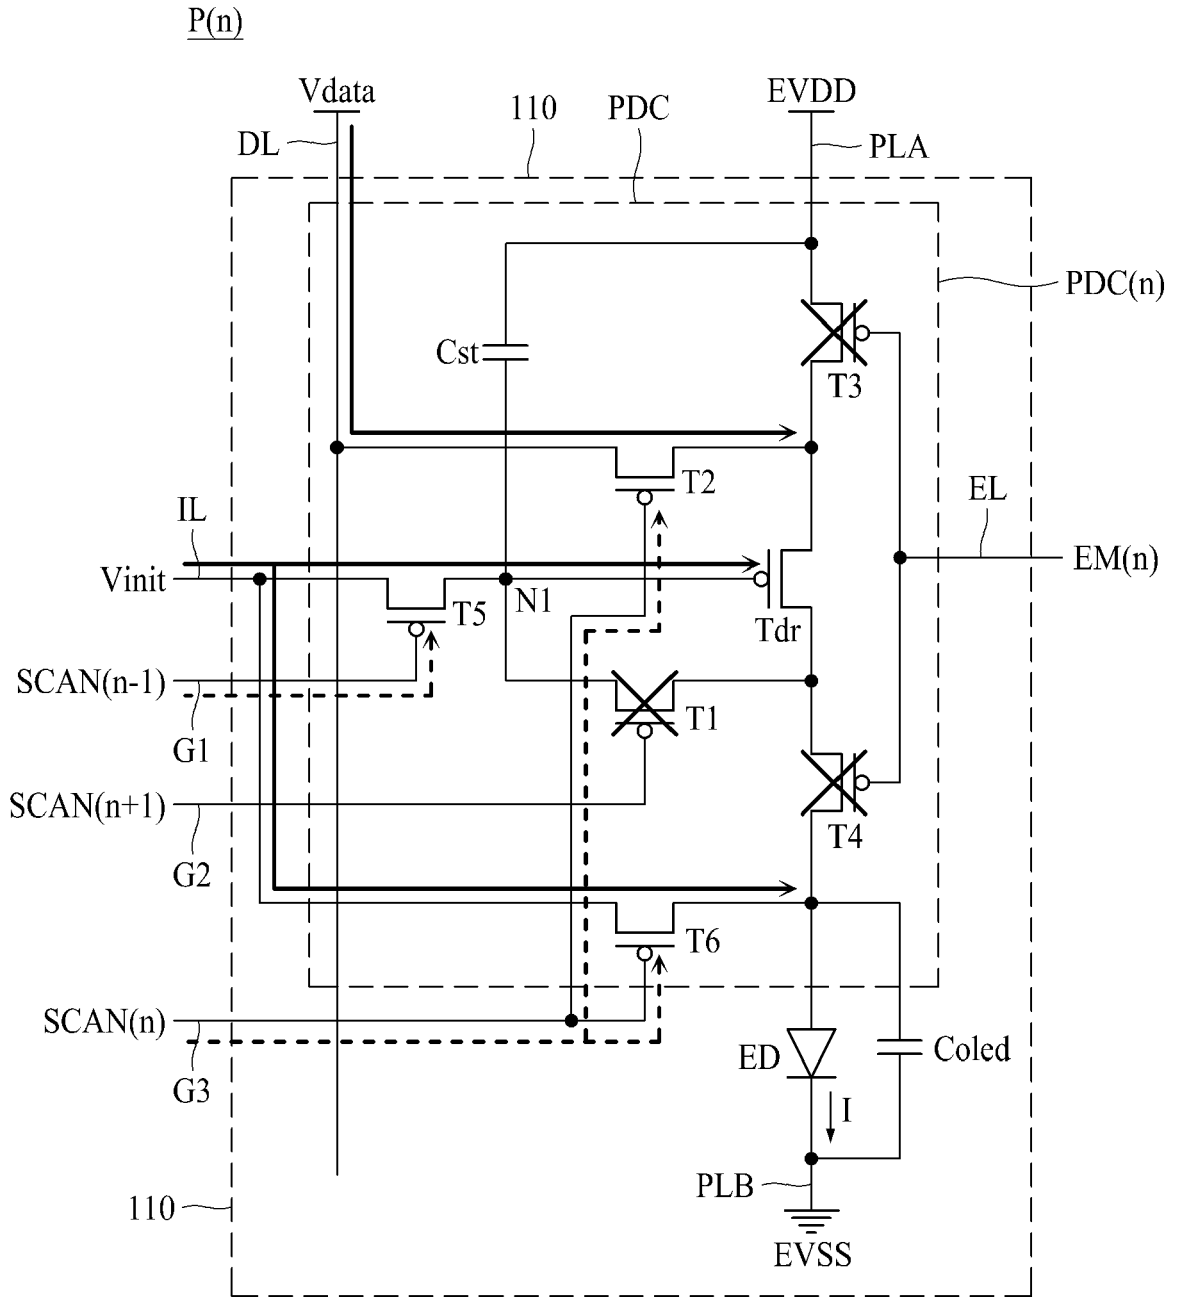 P(n)
Vdata
110
PDC
EVDD
DL
PLA
PDC(n)
Cst
T3
T2
IL
EL
Vinit
T5
N1
Tdr
EM(n)
SCAN(n-1)
G1
T1
SCAN(n+1)
G2
T4
T6
SCAN(n)
G3
ED
Coled
I
PLB
110
EVSS